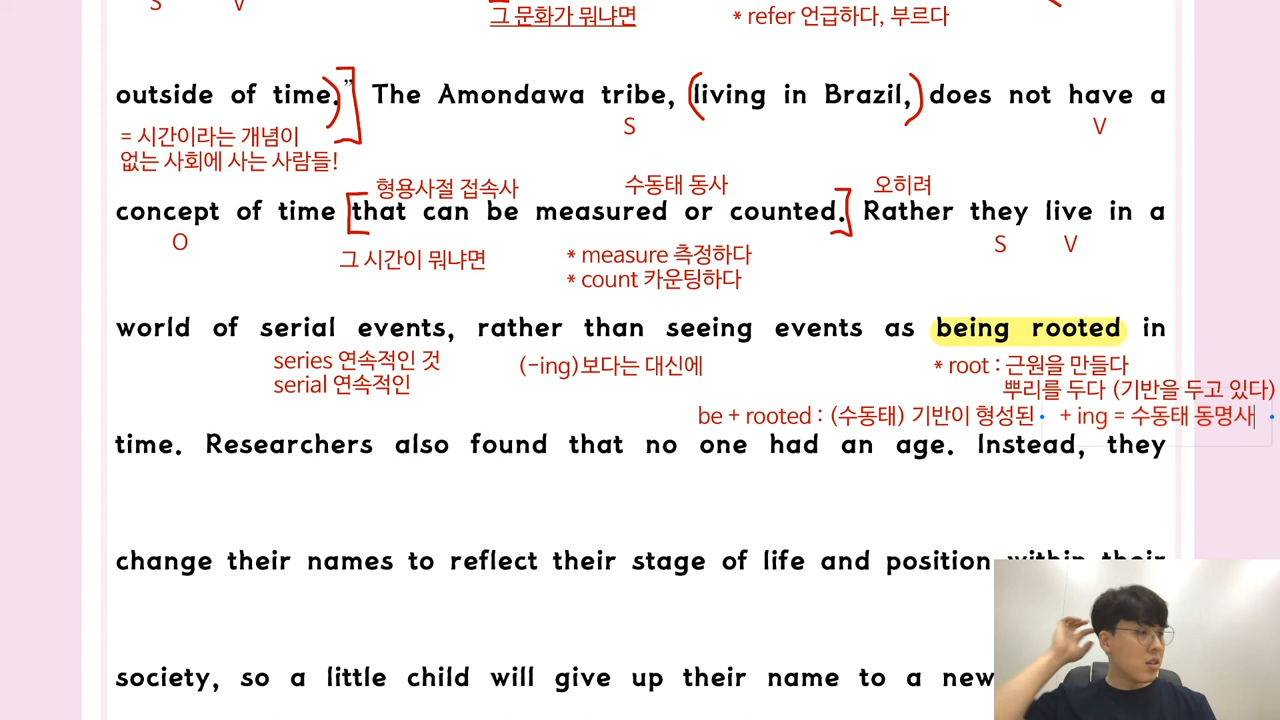 S V
그 문화가 뭐냐면 * refer 언급하다, 부르다
outside of time.” The Amondawa tribe, (living in Brazil,) does not have a
= 시간이라는 개념이 S V
없는 사회에 사는 사람들!
형용사절 접속사 수동태 동사 오히려
concept of time [that can be measured or counted.] Rather they live in a
O 그 시간이 뭐냐면 * measure 측정하다 S V
* count 카운팅하다
world of serial events, rather than seeing events as being rooted in
series 연속적인 것 (-ing)보다는 대신에 * root : 근원을 만들다
serial 연속적인 뿌리를 두다 (기반을 두고 있다)
be + rooted : (수동태) 기반이 형성된 + ing = 수동태 동명사
time. Researchers also found that no one had an age. Instead, they
change their names to reflect their stage of life and position within their
society, so a little child will give up their name to a new